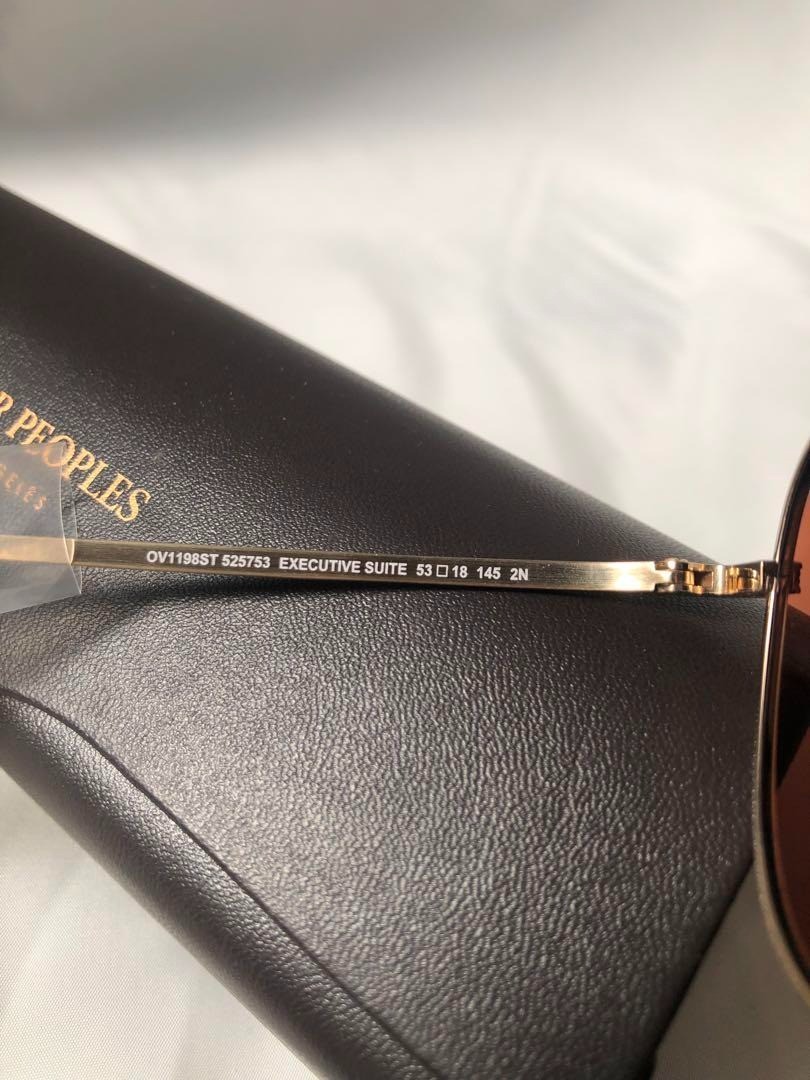 PEOPLES
OV1198ST 525753 EXECUTIVE SUITE 53□18 145 2N